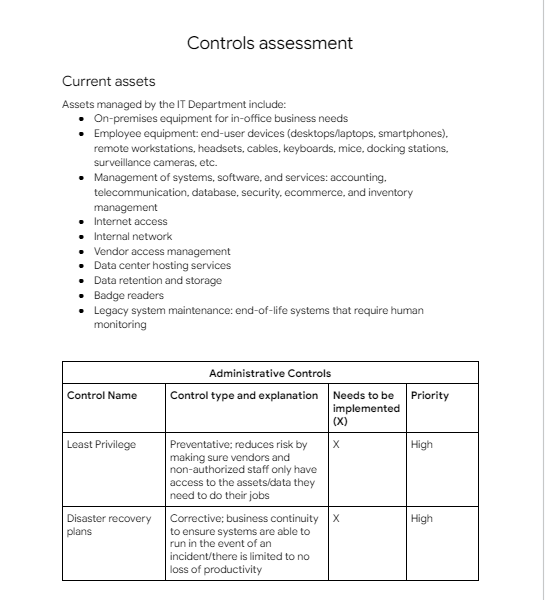 Controls assessment
Current assets
Assets managed by the IT Department include:
● On-premises equipment for in-office business needs
● Employee equipment: end-user devices (desktops/laptops, smartphones),
remote workstations, headsets, cables, keyboards, mice, docking stations,
surveillance cameras, etc.
● Management of systems, software, and services: accounting,
telecommunication, database, security, ecommerce, and inventory
management
● Internet access
● Internal network
● Vendor access management
● Data center hosting services
● Data retention and storage
● Badge readers
● Legacy system maintenance: end-of-life systems that require human
monitoring
Administrative Controls
Control Name
Control type and explanation
Needs to be
implemented
(X)
Priority
Least Privilege
Preventative; reduces risk by
making sure vendors and
non-authorized staff only have
access to the assets/data they
need to do their jobs
X
High
Disaster recovery
plans
Corrective; business continuity
to ensure systems are able to
run in the event of an
incident/there is limited to no
loss of productivity
X
High